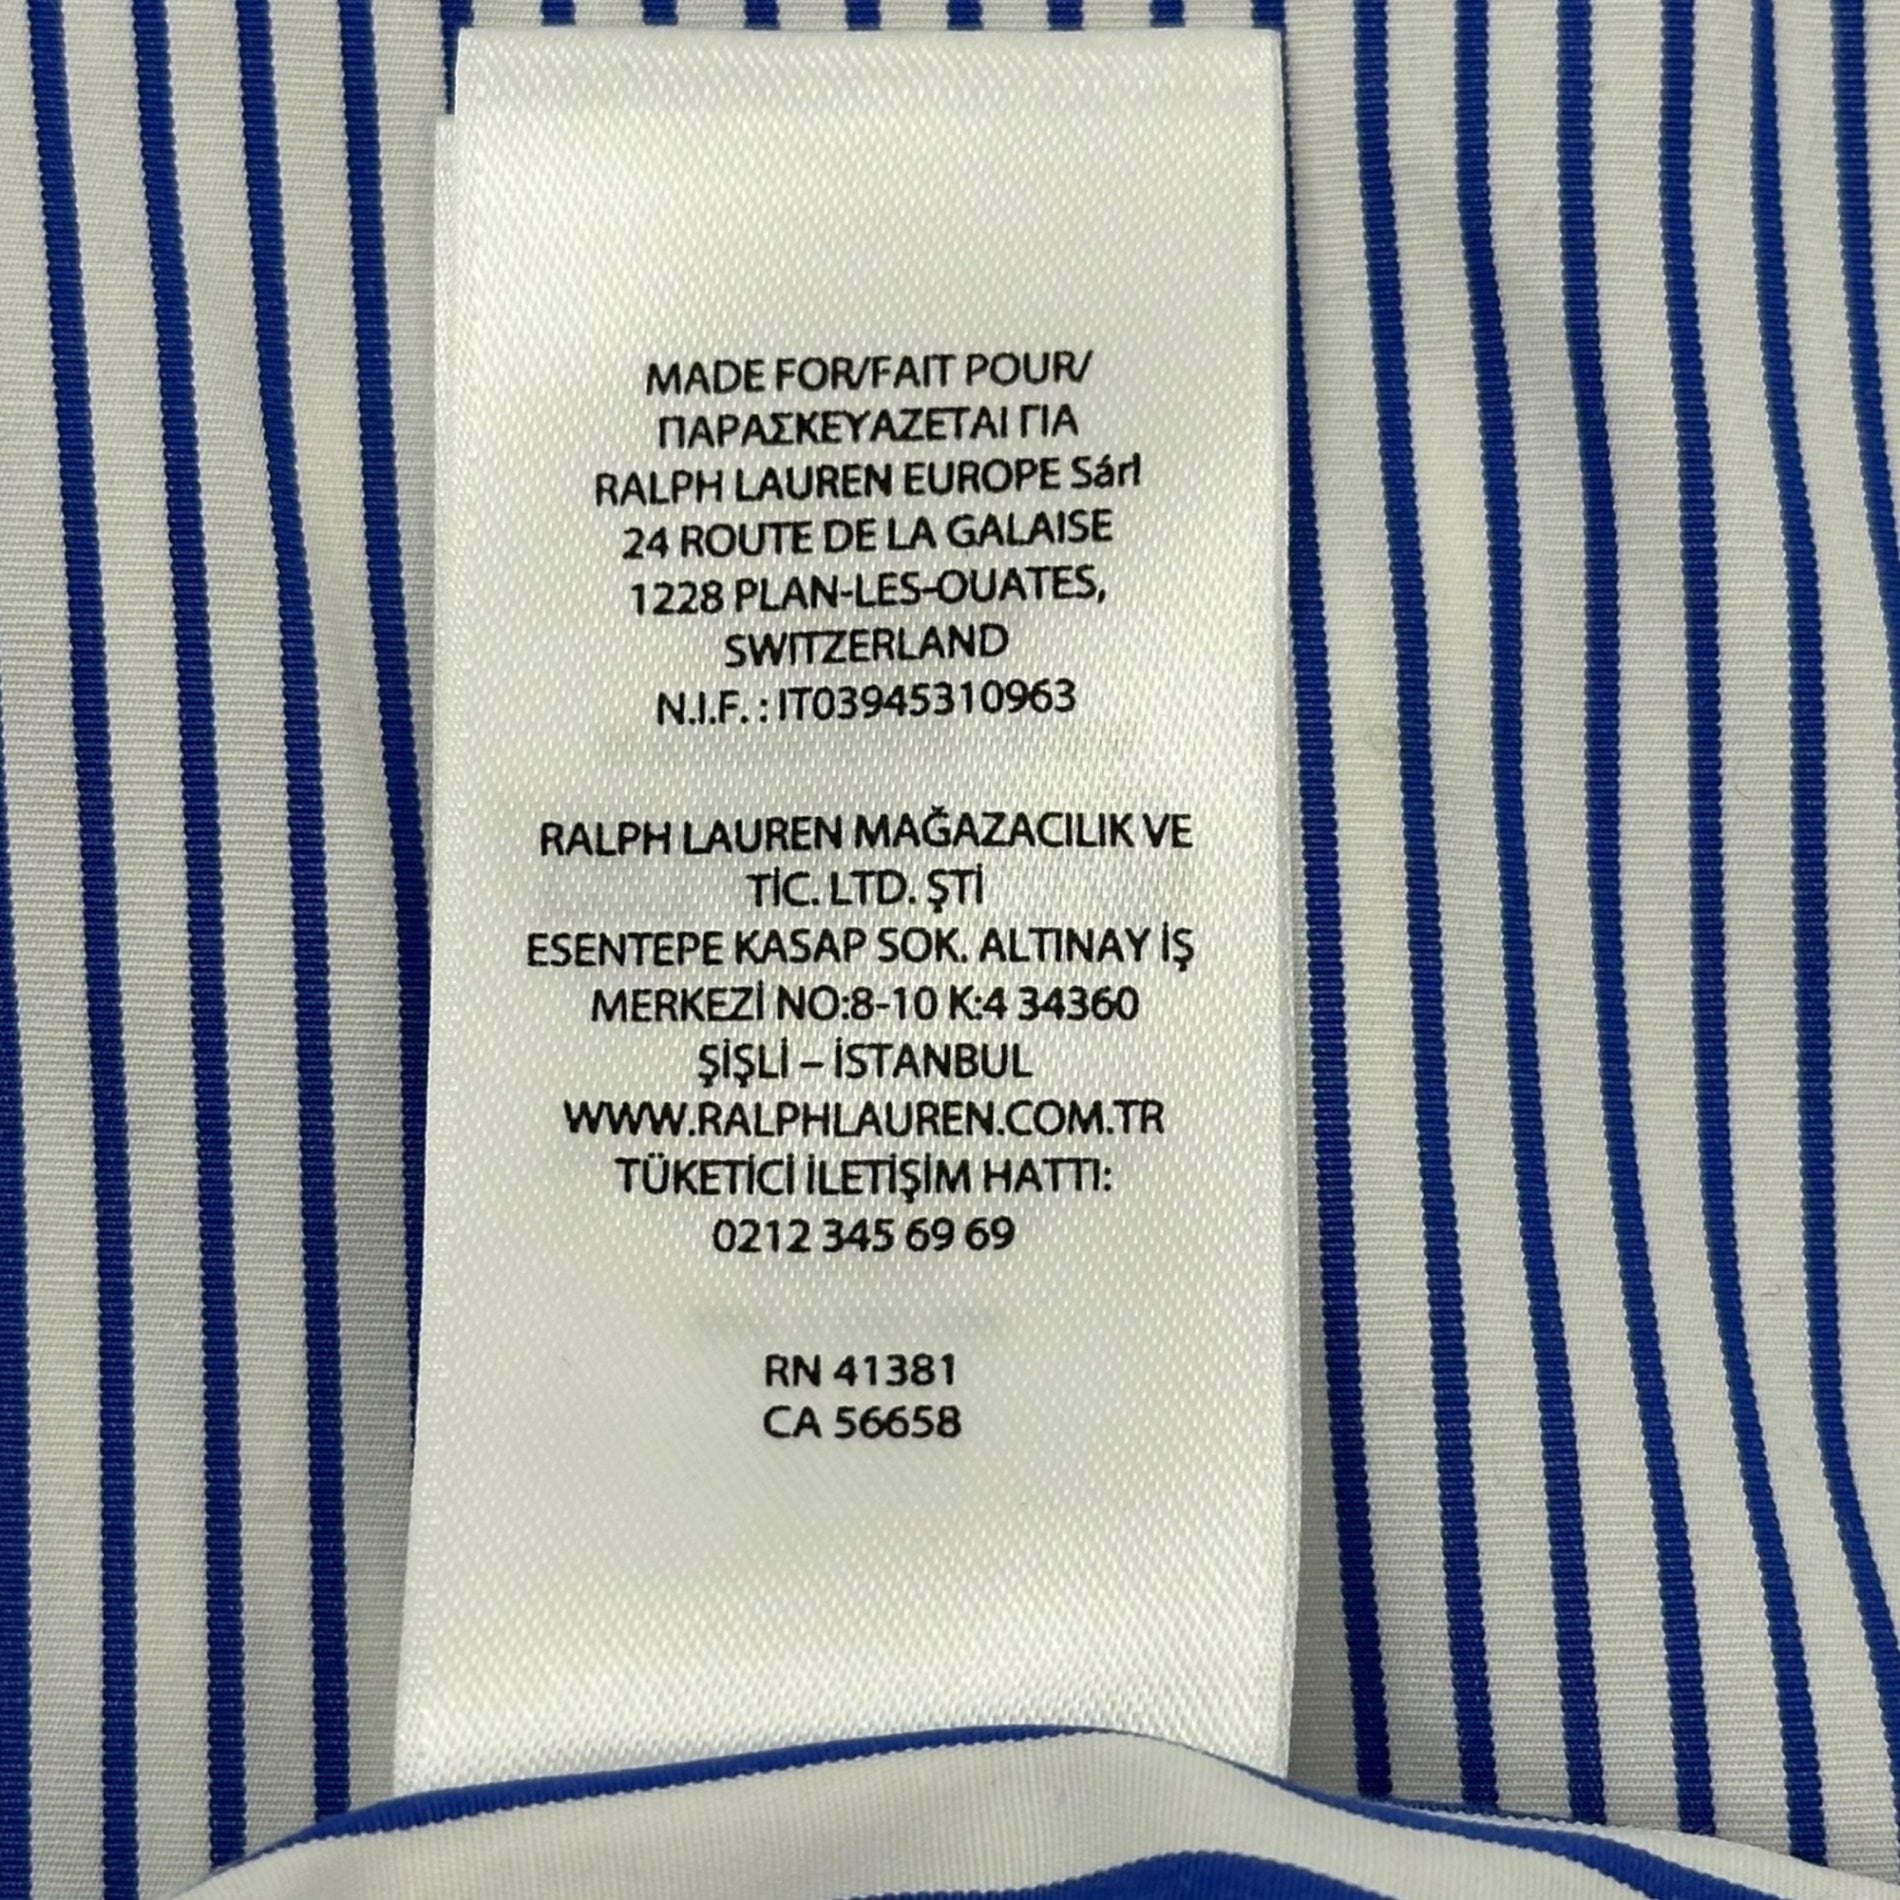 MADE FOR/FAIT POUR/
ΠΑΡΑΣΚΕΥΑΖΕΤΑΙ ΓΙΑ
RALPH LAUREN EUROPE Sárl
24 ROUTE DE LA GALAISE
1228 PLAN-LES-OUATES,
SWITZERLAND
N.I.F. : IT03945310963
RALPH LAUREN MAĞAZACILIK VE
TİC. LTD. ŞTİ
ESENTEPE KASAP SOK. ALTINAY İŞ
MERKEZİ NO:8-10 K:4 34360
ŞİŞLİ – İSTANBUL
WWW.RALPHLAUREN.COM.TR
TÜKETİCİ İLETİŞİM HATTI:
0212 345 69 69
RN 41381
CA 56658